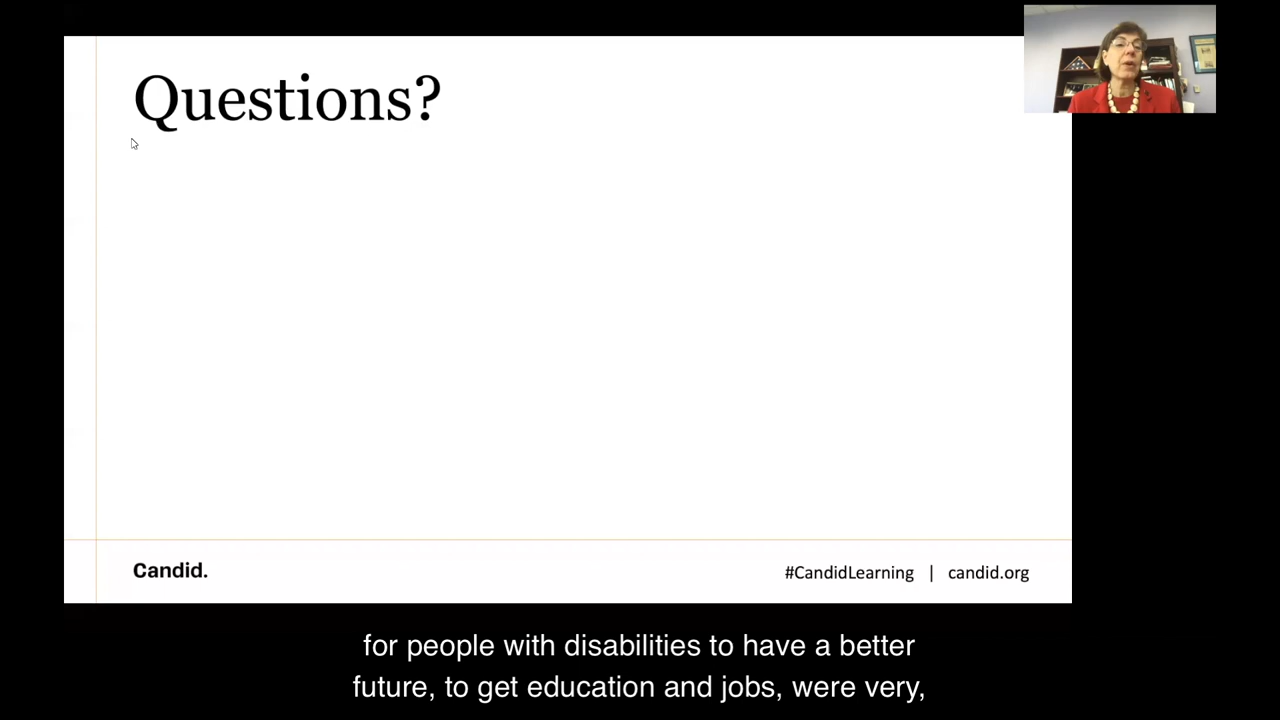 Questions?
Candid.
#CandidLearning | candid.org
for people with disabilities to have a better
future, to get education and jobs, were very,